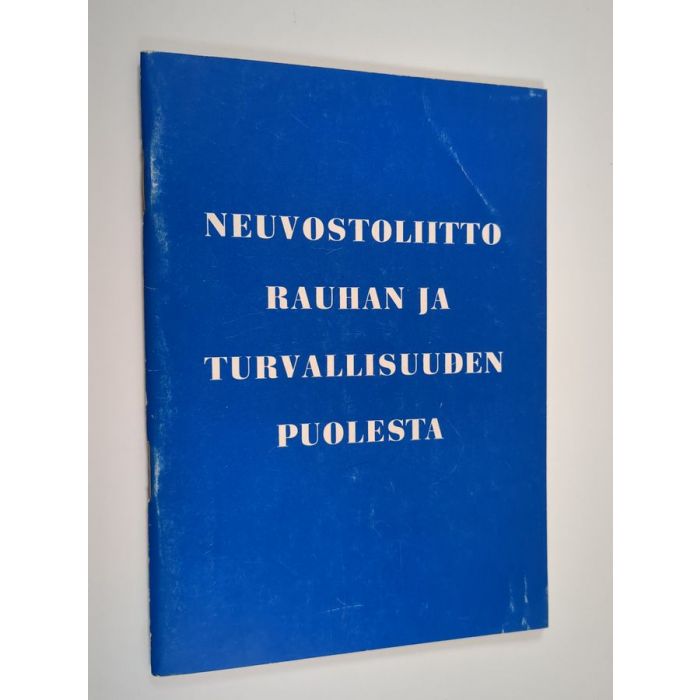 NEUVOSTOLIITTO
RAUHAN JA
TURVALLISUUDEN
PUOLESTA